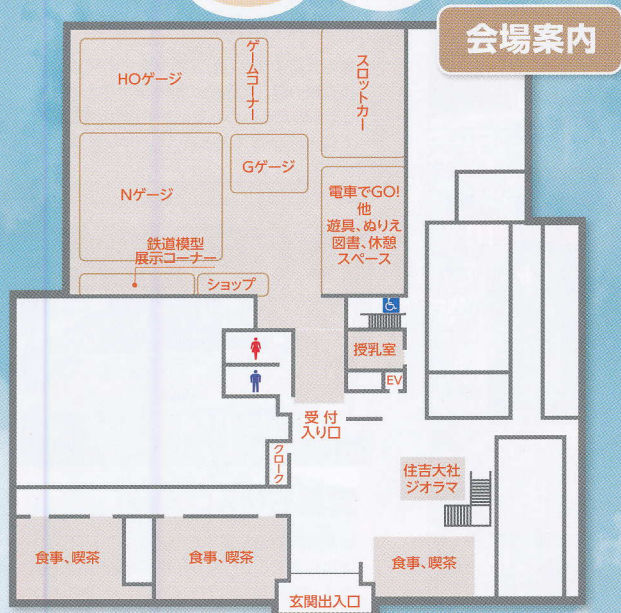 会場案内
HOゲージ
ゲームコーナー
スロットカー
Nゲージ
Gゲージ
電車でGO!
他
遊具、ぬりえ
図書、休憩
スペース
鉄道模型
展示コーナー
ショップ
授乳室
EV
受付
入り口
クローク
住吉大社
ジオラマ
食事、喫茶
食事、喫茶
食事、喫茶
玄関出入口